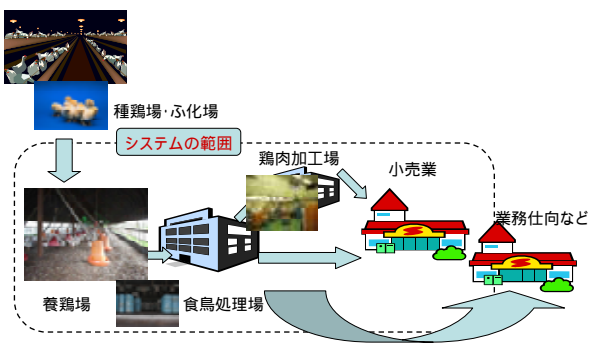 種鶏場・ふ化場
システムの範囲
鶏肉加工場
小売業
業務仕向など
養鶏場
食鳥処理場